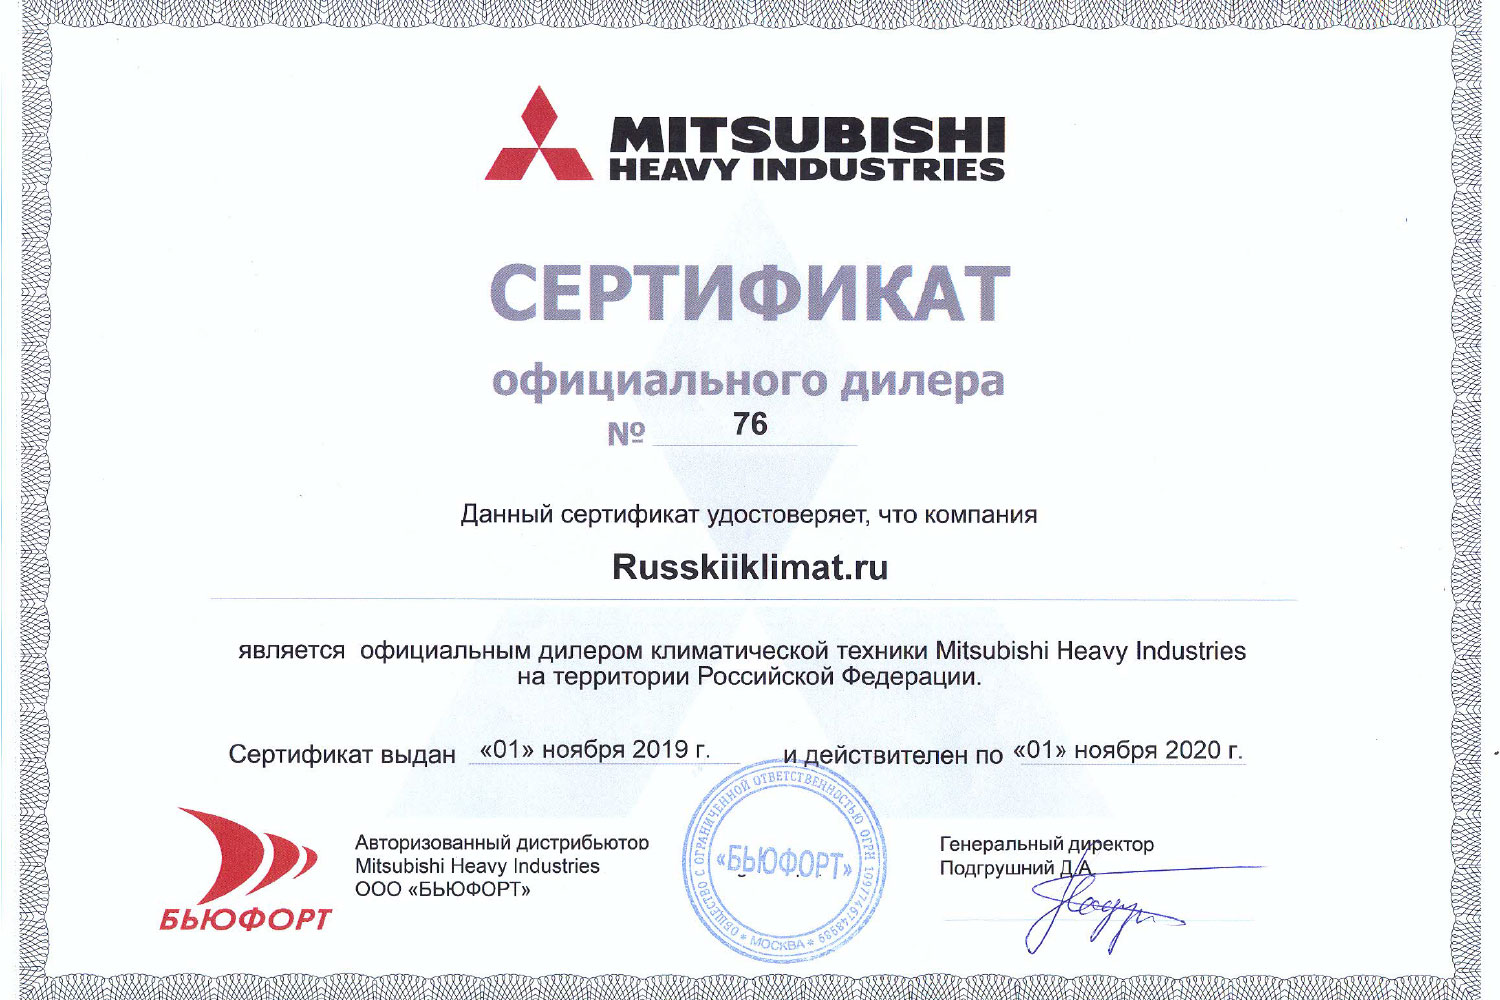 MITSUBISHI
HEAVY INDUSTRIES
СЕРТИФИКАТ
официального дилера
№ 76
Данный сертификат удостоверяет, что компания
Russkiiklimat.ru
является официальным дилером климатической техники Mitsubishi Heavy Industries
на территории Российской Федерации.
Сертификат выдан «01» ноября 2019 г. и действителен по «01» ноября 2020 г.
БЬЮФОРТ
Авторизованный дистрибьютор
Mitsubishi Heavy Industries
ООО «БЬЮФОРТ»
ОБЩЕСТВО С ОГРАНИЧЕННОЙ ОТВЕТСТВЕННОСТЬЮ ОГРН 1097746748939
* МОСКВА *
«БЬЮФОРТ»
Генеральный директор
Подгрушний Д.А.